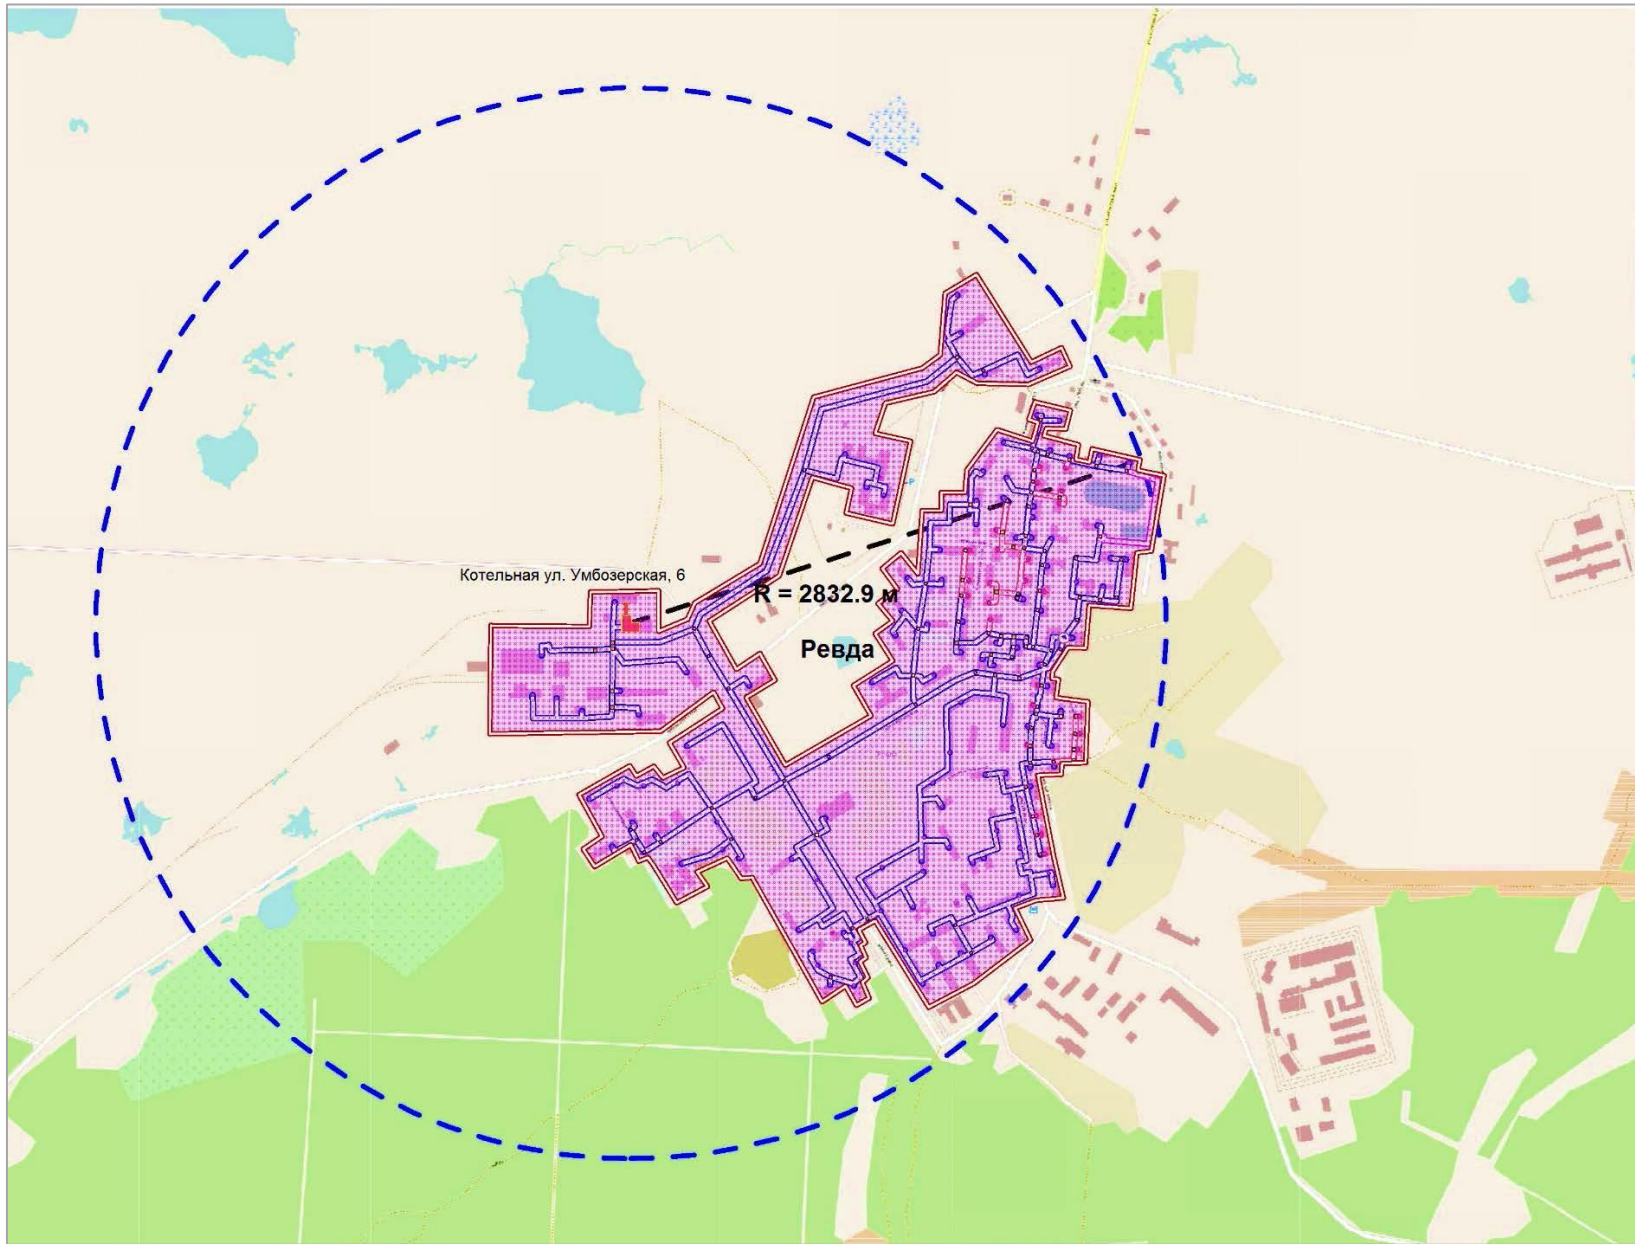 Котельная ул. Умбозерская, 6
R = 2832.9 м
Ревда